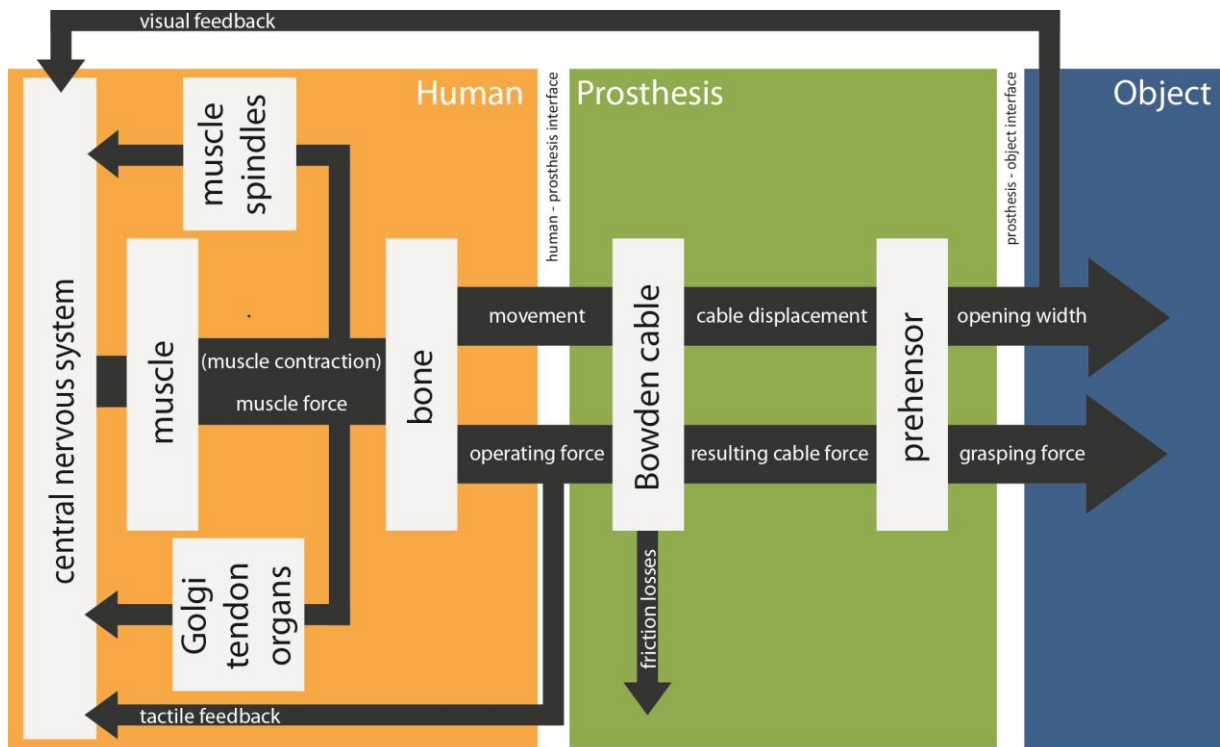 visual feedback
Human
Prosthesis
Object
human - prosthesis interface
prosthesis - object interface
central nervous system
muscle
spindles
muscle
(muscle contraction)
muscle force
bone
movement
operating force
Bowden cable
cable displacement
resulting cable force
prehensor
opening width
grasping force
Golgi
tendon
organs
friction losses
tactile feedback